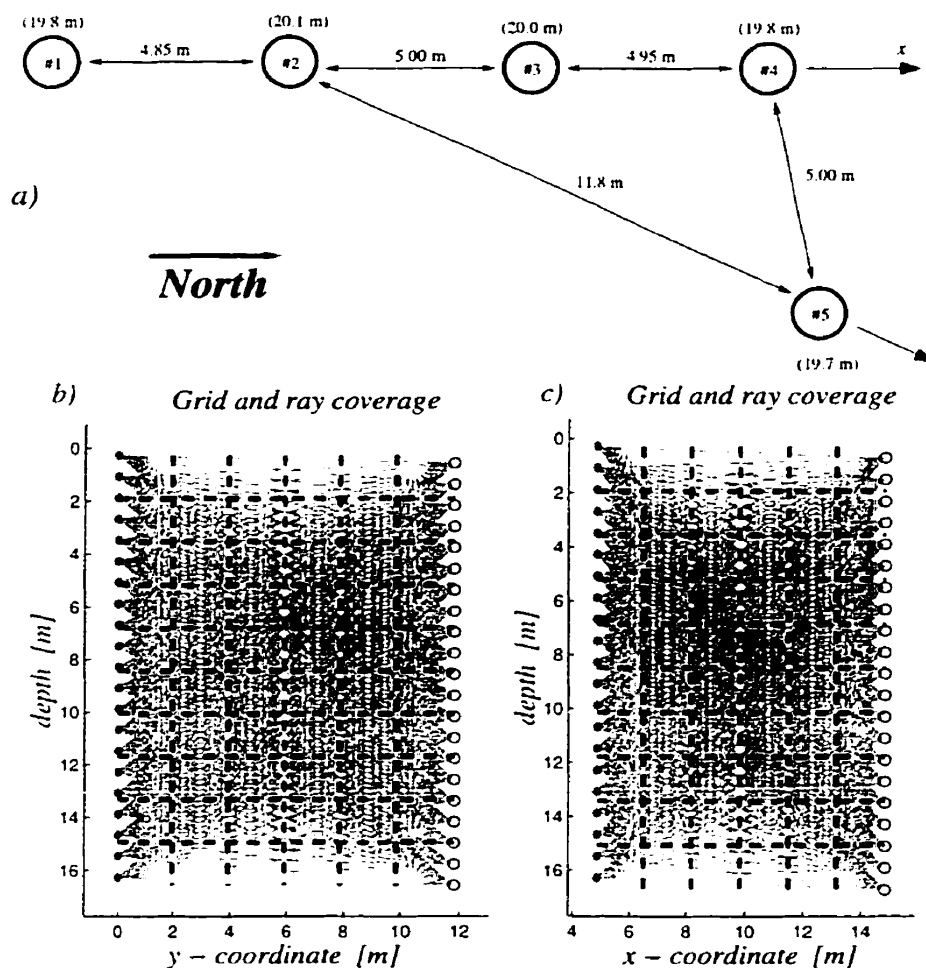 (19.8 m) (20.1 m) (20.0 m) (19.8 m)
#1 4.85 m #2 5.00 m #3 4.95 m #4 x
11.8 m 5.00 m
a)
North
#5
(19.7 m)
b) Grid and ray coverage
c) Grid and ray coverage
0
2
4
6
8
10
12
14
16
depth [m]
0 2 4 6 8 10 12
y - coordinate [m]
0
2
4
6
8
10
12
14
16
depth [m]
4 6 8 10 12 14
x - coordinate [m]